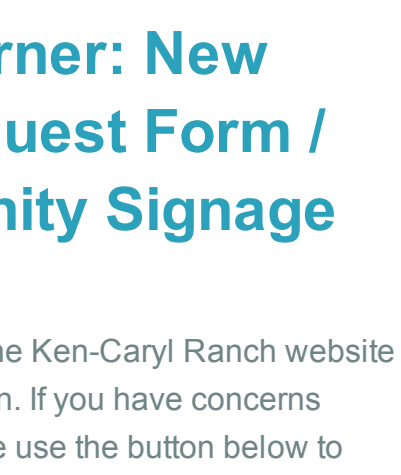 rner: New
uest Form /
nity Signage
he Ken-Caryl Ranch website
n. If you have concerns
e use the button below to